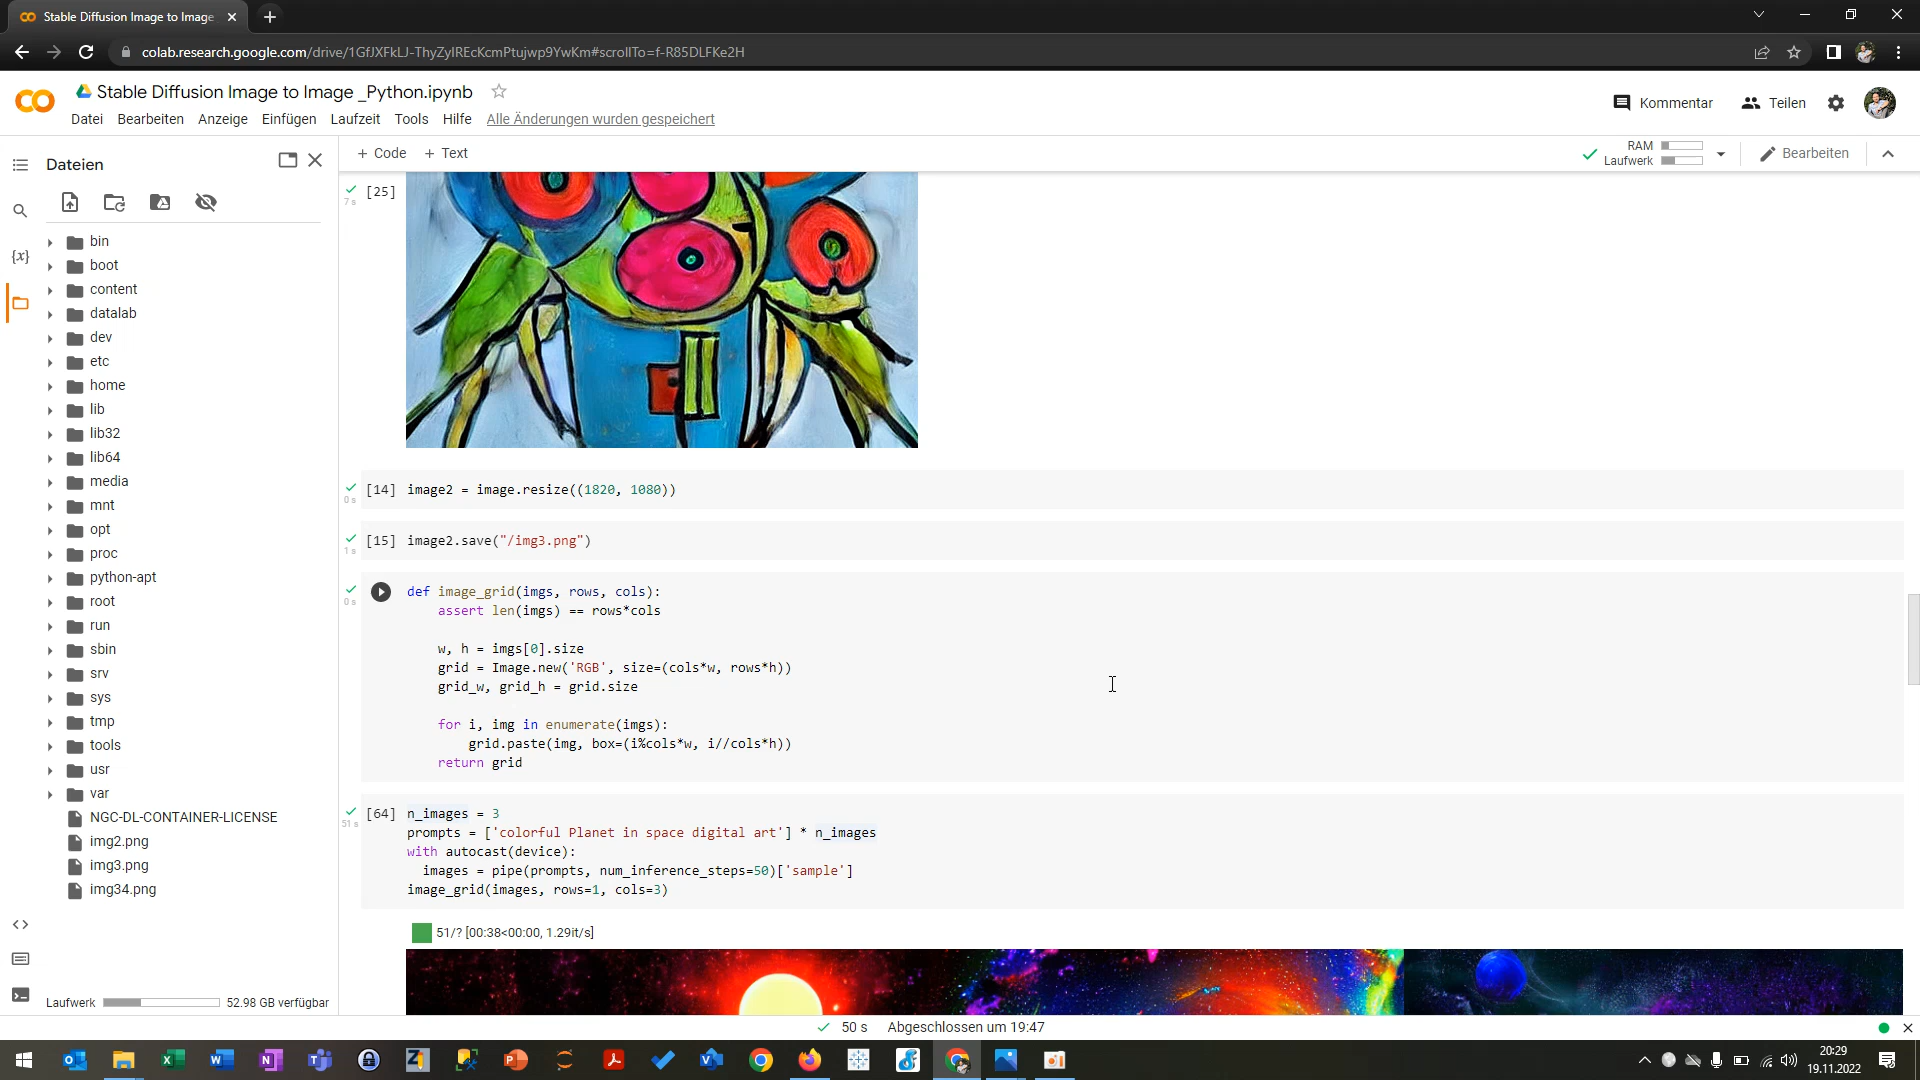 Stable Diffusion Image to Image
colab.research.google.com/drive/1GfJXFkLJ-ThyZylREcKcmPtujwp9YwKm#scrollTo=f-R85DLFKe2H
Stable Diffusion Image to Image _Python.ipynb
Kommentar
Teilen
Datei
Bearbeiten
Anzeige
Einfügen
Laufzeit
Tools
Hilfe
Alle Änderungen wurden gespeichert
Dateien
+ Code
+ Text
RAM
Laufwerk
Bearbeiten
{x}
bin
boot
content
datalab
dev
etc
home
lib
lib32
lib64
media
mnt
opt
proc
python-apt
root
run
sbin
srv
sys
tmp
tools
usr
var
NGC-DL-CONTAINER-LICENSE
img2.png
img3.png
img34.png
Laufwerk
52.98 GB verfügbar
[25]
7 s
[14] image2 = image.resize((1820, 1080))
0 s
[15] image2.save("/img3.png")
1 s
def image_grid(imgs, rows, cols):
0 s
assert len(imgs) == rows*cols
w, h = imgs[0].size
grid = Image.new('RGB', size=(cols*w, rows*h))
grid_w, grid_h = grid.size
for i, img in enumerate(imgs):
grid.paste(img, box=(i%cols*w, i//cols*h))
return grid
[64] n_images = 3
51 s
prompts = ['colorful Planet in space digital art'] * n_images
with autocast(device):
images = pipe(prompts, num_inference_steps=50)['sample']
image_grid(images, rows=1, cols=3)
51/? [00:38<00:00, 1.29it/s]
50 s
Abgeschlossen um 19:47
20:29
19.11.2022